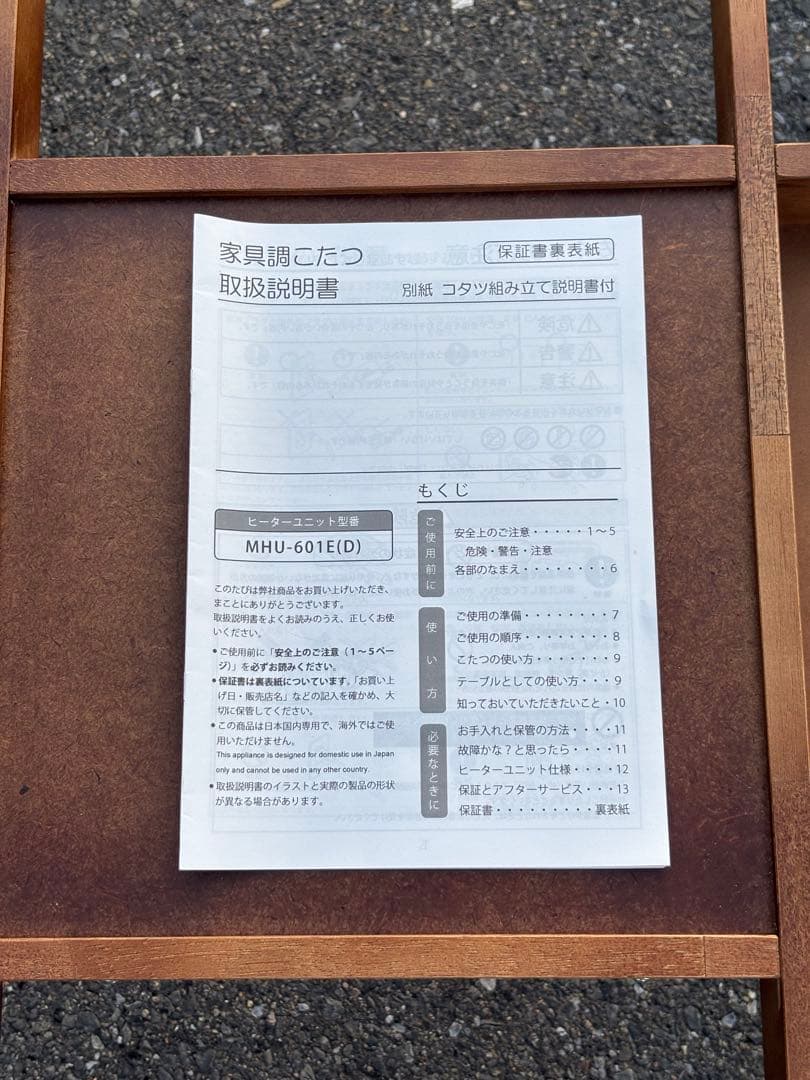 家具調こたつ
保証書裏表紙
取扱説明書
別紙 コタツ組み立て説明書付
危険
警告
注意
もくじ
ヒーターユニット型番
MHU-601E(D)
このたびは弊社商品をお買い上げいただき、
まことにありがとうございます。
取扱説明書をよくお読みのうえ、正しくお使
いください。
●ご使用前に「安全上のご注意（1～5ペー
ジ）」を必ずお読みください。
●保証書は裏表紙についています。「お買い上
げ日・販売店名」などの記入を確かめ、大
切に保管してください。
●この商品は日本国内専用で、海外ではご使
用いただけません。
This appliance is designed for domestic use in Japan
only and cannot be used in any other country.
●取扱説明書のイラストと実際の製品の形状
が異なる場合があります。
ご使用前に
安全上のご注意・・・・・1～5
危険・警告・注意
各部のなまえ・・・・・・・・6
使い方
ご使用の準備・・・・・・・・7
ご使用の順序・・・・・・・・8
こたつの使い方・・・・・・・9
テーブルとしての使い方・・・9
知っておいていただきたいこと・10
必要なときに
お手入れと保管の方法・・・・11
故障かな？と思ったら・・・・11
ヒーターユニット仕様・・・・12
保証とアフターサービス・・・13
保証書・・・・・・・・・裏表紙